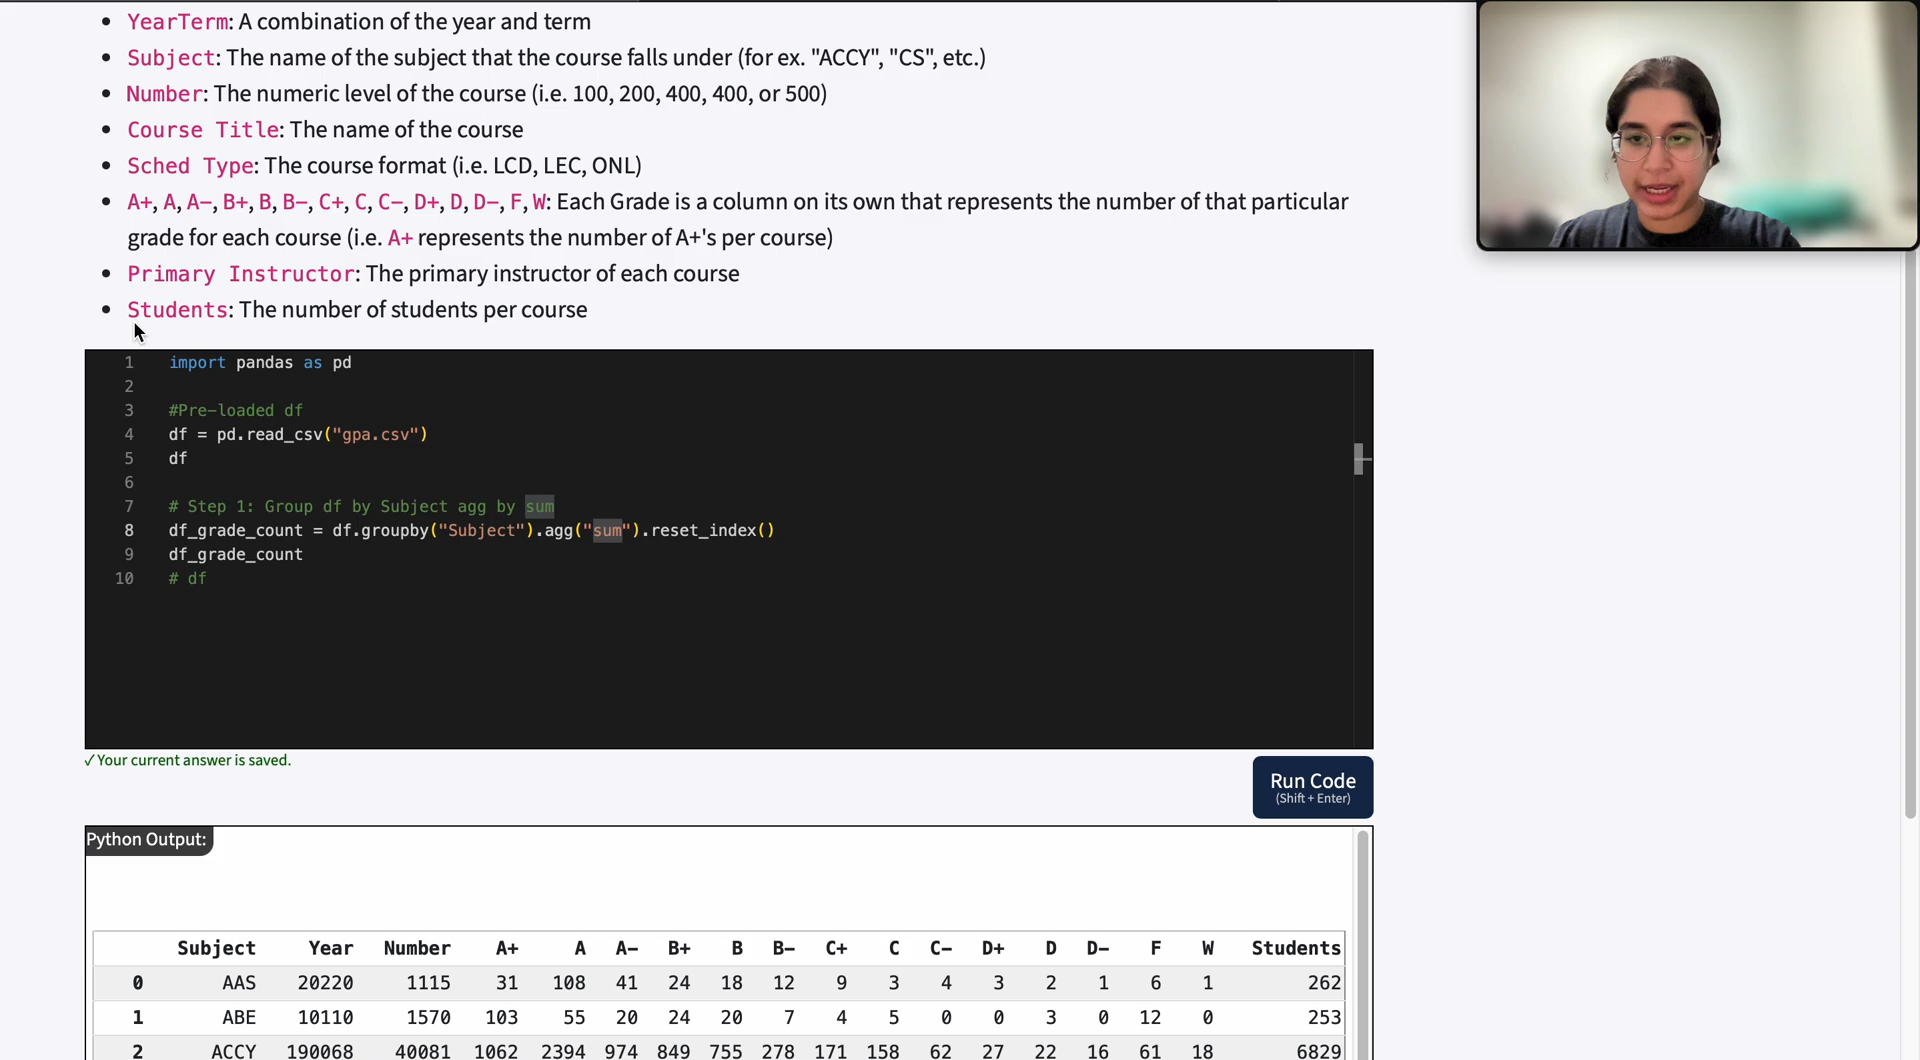 YearTerm: A combination of the year and term
Subject: The name of the subject that the course falls under (for ex. "ACCY", "CS", etc.)
Number: The numeric level of the course (i.e. 100, 200, 400, 400, or 500)
Course Title: The name of the course
Sched Type: The course format (i.e. LCD, LEC, ONL)
A+, A, A-, B+, B, B-, C+, C, C-, D+, D, D-, F, W: Each Grade is a column on its own that represents the number of that particular
grade for each course (i.e. A+ represents the number of A+'s per course)
Primary Instructor: The primary instructor of each course
Students: The number of students per course
1 import pandas as pd
2
3 #Pre-loaded df
4 df = pd.read_csv("gpa.csv")
5 df
6
7 # Step 1: Group df by Subject agg by sum
8 df_grade_count = df.groupby("Subject").agg("sum").reset_index()
9 df_grade_count
10 # df
✓Your current answer is saved.
Run Code
(Shift + Enter)
Python Output:
Subject Year Number A+ A A- B+ B B- C+ C C- D+ D D- F W Students
0 AAS 20220 1115 31 108 41 24 18 12 9 3 4 3 2 1 6 1 262
1 ABE 10110 1570 103 55 20 24 20 7 4 5 0 0 3 0 12 0 253
2 ACCY 190068 40081 1062 2394 974 849 755 278 171 158 62 27 22 16 61 18 6829